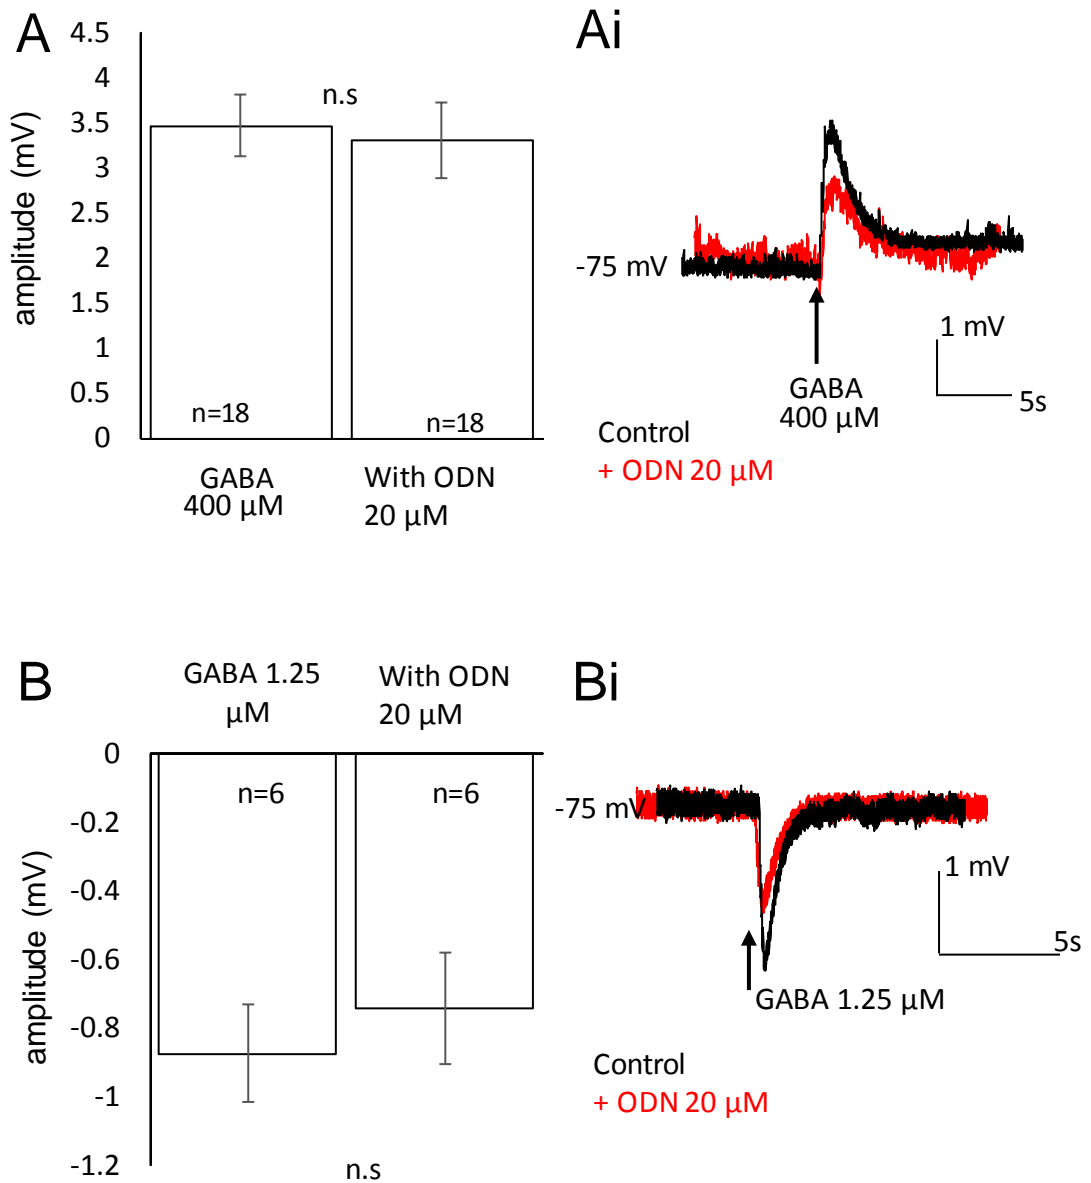 A
4.5
4
3.5
3
2.5
2
1.5
1
0.5
0
amplitude (mV)
n.s
n=18
n=18
GABA
400 µM
With ODN
20 µM
Ai
-75 mV
1 mV
5s
GABA
400 µM
Control
+ ODN 20 µM
B
GABA 1.25
µM
With ODN
20 µM
0
-0.2
-0.4
-0.6
-0.8
-1
-1.2
amplitude (mV)
n=6
n=6
n.s
Bi
-75 mV
1 mV
5s
GABA 1.25 µM
Control
+ ODN 20 µM